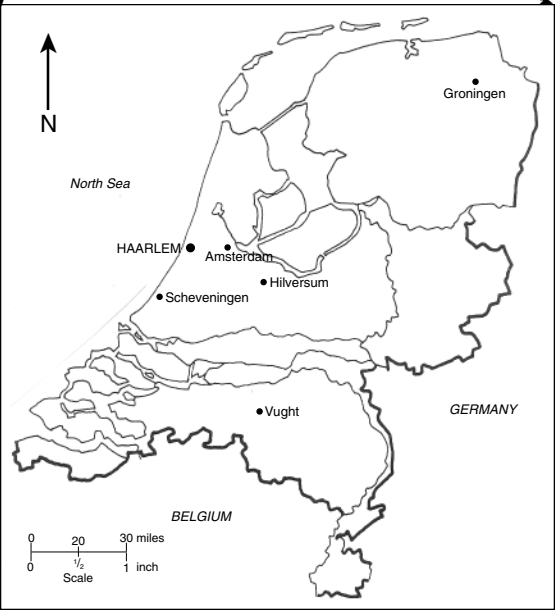 N
Groningen
North Sea
HAARLEM
Amsterdam
Hilversum
Scheveningen
Vught
GERMANY
BELGIUM
0 20 30 miles
0 1/2 1 inch
Scale